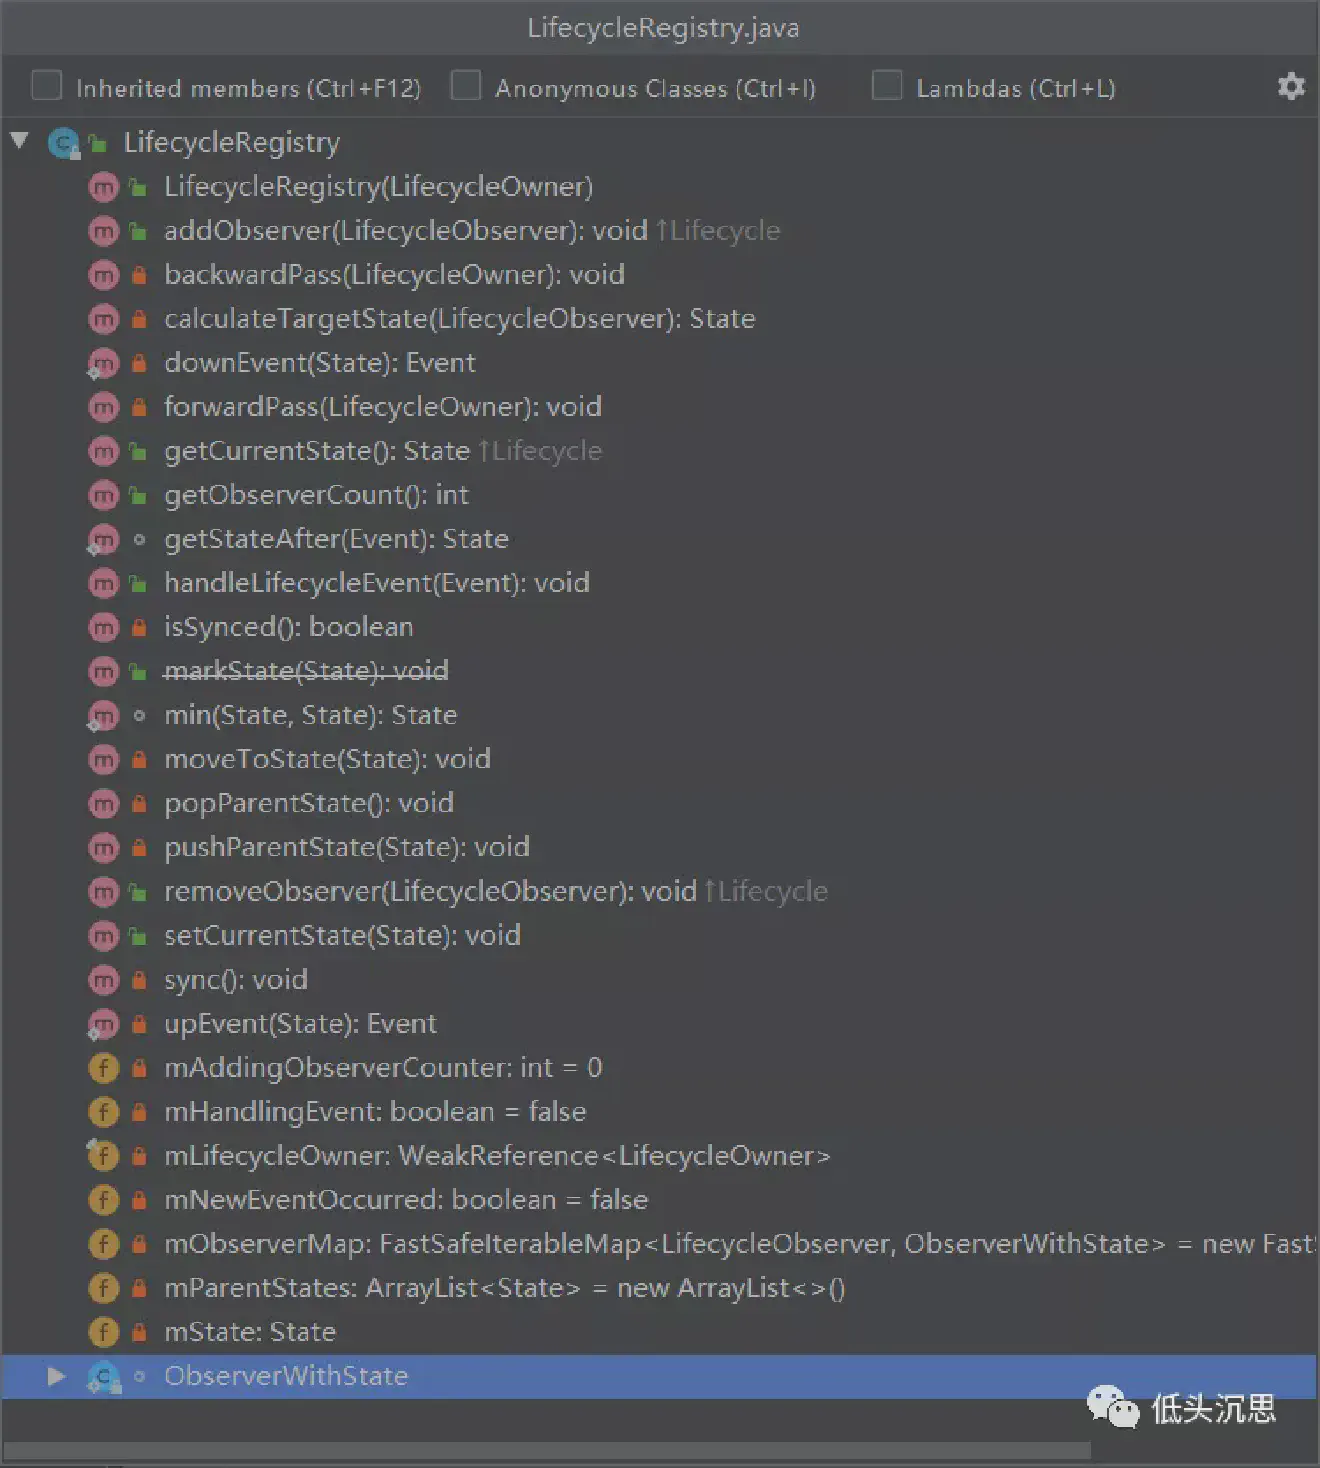 LifecycleRegistry.java
Inherited members (Ctrl+F12) Anonymous Classes (Ctrl+I) Lambdas (Ctrl+L)
LifecycleRegistry
LifecycleRegistry(LifecycleOwner)
addObserver(LifecycleObserver): void ↑Lifecycle
backwardPass(LifecycleOwner): void
calculateTargetState(LifecycleObserver): State
downEvent(State): Event
forwardPass(LifecycleOwner): void
getCurrentState(): State ↑Lifecycle
getObserverCount(): int
getStateAfter(Event): State
handleLifecycleEvent(Event): void
isSynced(): boolean
markState(State): void
min(State, State): State
moveToState(State): void
popParentState(): void
pushParentState(State): void
removeObserver(LifecycleObserver): void ↑Lifecycle
setCurrentState(State): void
sync(): void
upEvent(State): Event
mAddingObserverCounter: int = 0
mHandlingEvent: boolean = false
mLifecycleOwner: WeakReference<LifecycleOwner>
mNewEventOccurred: boolean = false
mObserverMap: FastSafeIterableMap<LifecycleObserver, ObserverWithState> = new FastS
mParentStates: ArrayList<State> = new ArrayList<>()
mState: State
ObserverWithState
低头沉思